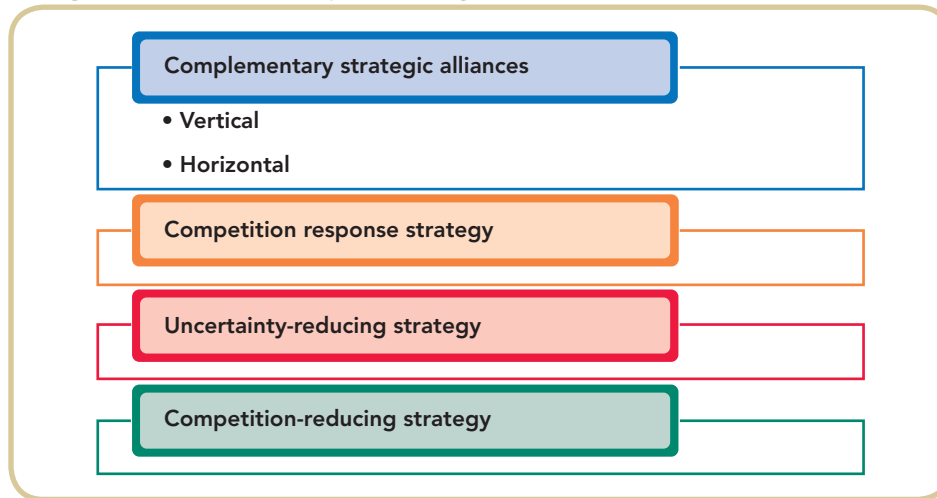 Complementary strategic alliances
• Vertical
• Horizontal
Competition response strategy
Uncertainty-reducing strategy
Competition-reducing strategy